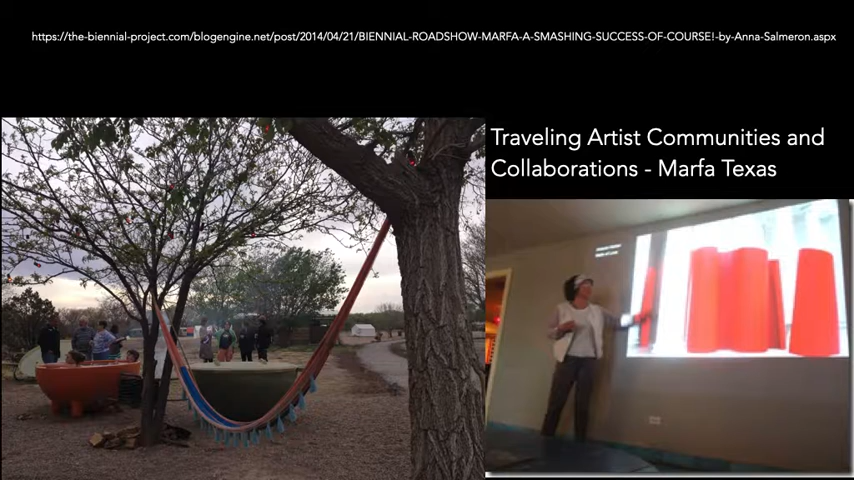 https://the-biennial-project.com/blogengine.net/post/2014/04/21/BIENNIAL-ROADSHOW-MARFA-A-SMASHING-SUCCESS-OF-COURSE!-by-Anna-Salmeron.aspx
Traveling Artist Communities and
Collaborations - Marfa Texas